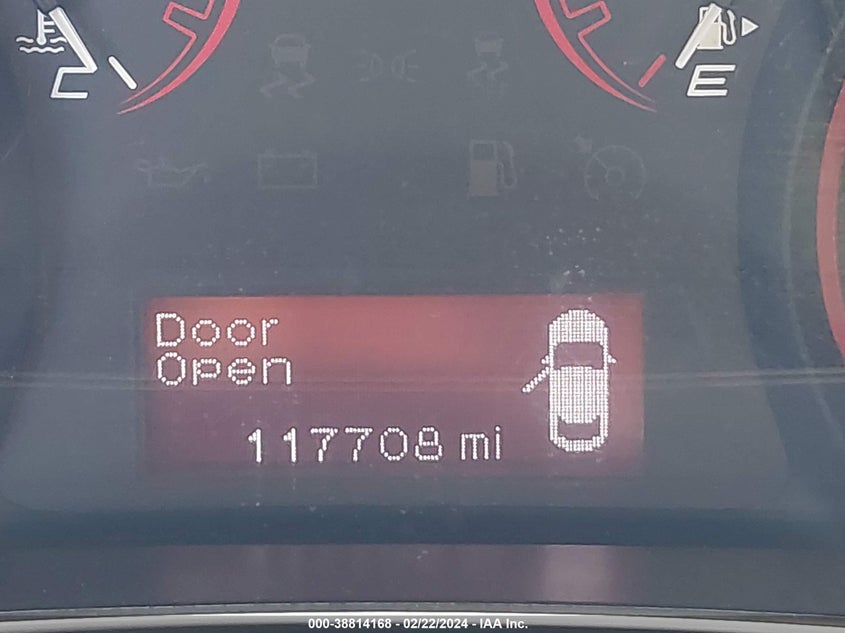 C
E
Door
Open
117708 mi
000-38814168 - 02/22/2024 - IAA Inc.